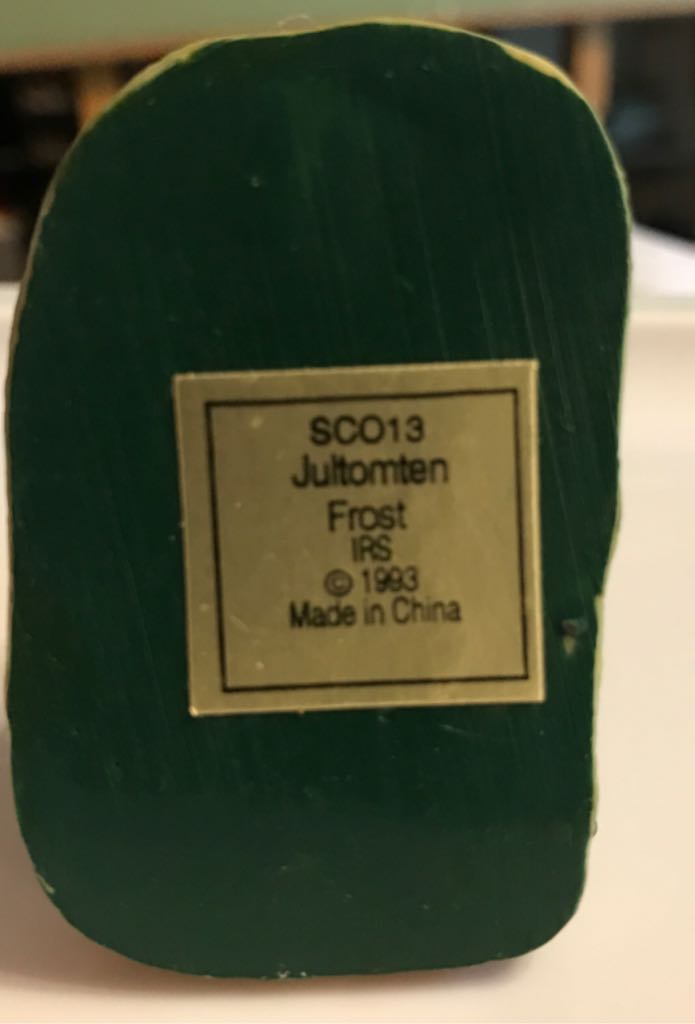 SCO13
Jultomten
Frost
IRS
© 1993
Made in China